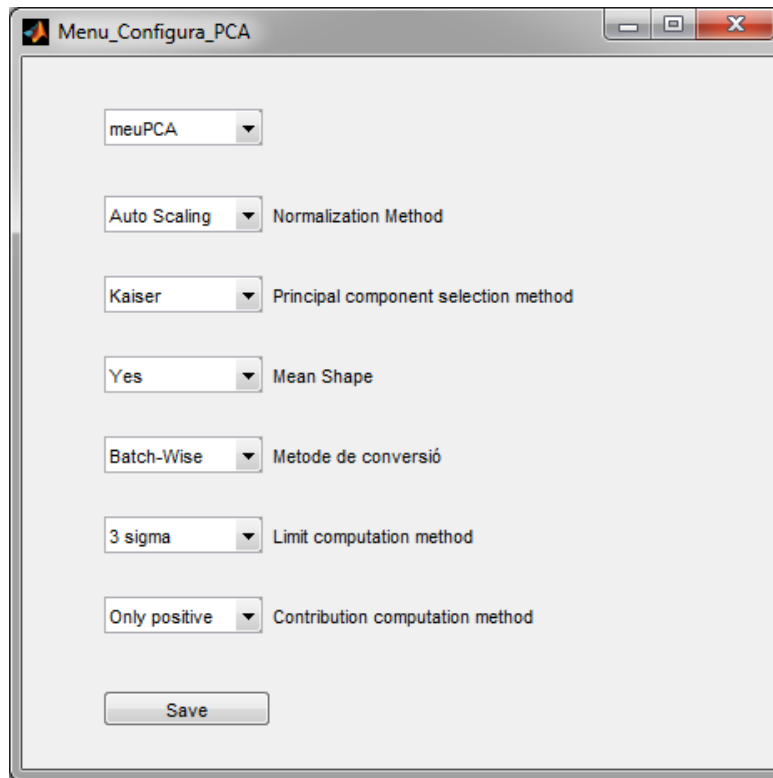 Menu_Configura_PCA
meuPCA
Auto Scaling Normalization Method
Kaiser Principal component selection method
Yes Mean Shape
Batch-Wise Metode de conversió
3 sigma Limit computation method
Only positive Contribution computation method
Save